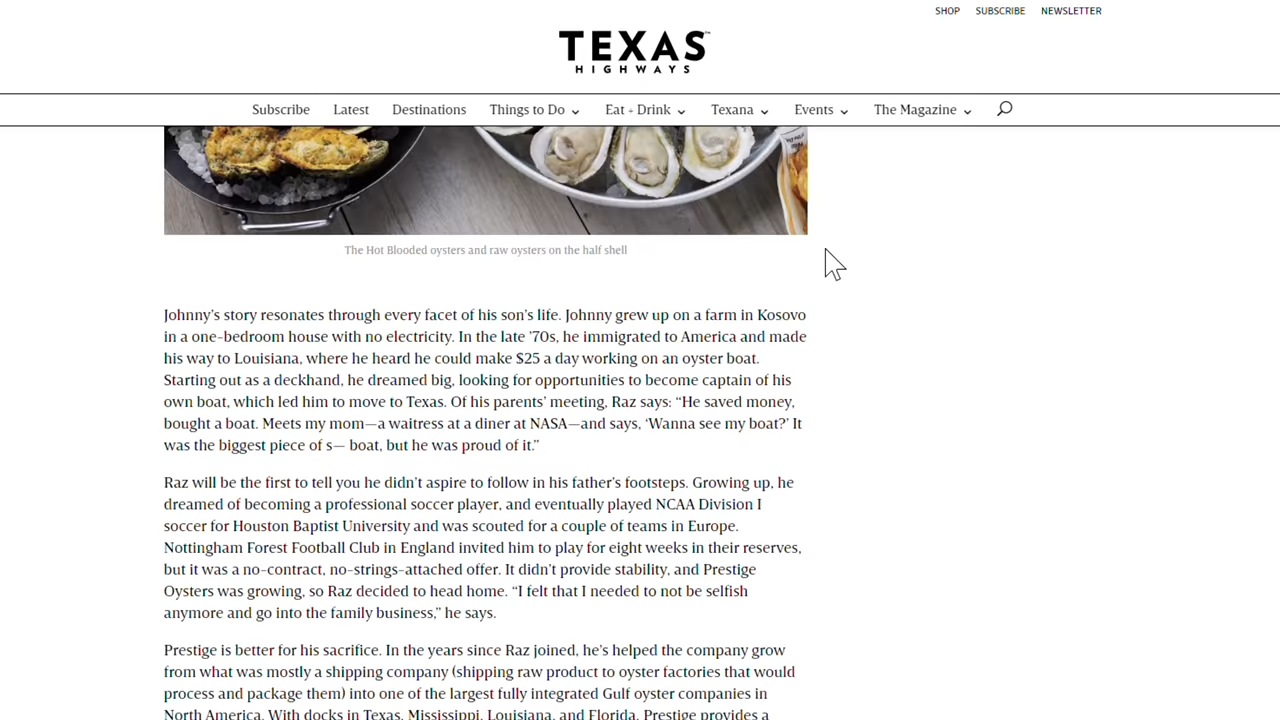 SHOP SUBSCRIBE NEWSLETTER
TEXAS
HIGHWAYS
Subscribe Latest Destinations Things to Do Eat + Drink Texana Events The Magazine
The Hot Blooded oysters and raw oysters on the half shell
Johnny’s story resonates through every facet of his son’s life. Johnny grew up on a farm in Kosovo
in a one-bedroom house with no electricity. In the late ’70s, he immigrated to America and made
his way to Louisiana, where he heard he could make $25 a day working on an oyster boat.
Starting out as a deckhand, he dreamed big, looking for opportunities to become captain of his
own boat, which led him to move to Texas. Of his parents’ meeting, Raz says: “He saved money,
bought a boat. Meets my mom—a waitress at a diner at NASA—and says, ‘Wanna see my boat?’ It
was the biggest piece of s— boat, but he was proud of it.”
Raz will be the first to tell you he didn’t aspire to follow in his father’s footsteps. Growing up, he
dreamed of becoming a professional soccer player, and eventually played NCAA Division I
soccer for Houston Baptist University and was scouted for a couple of teams in Europe.
Nottingham Forest Football Club in England invited him to play for eight weeks in their reserves,
but it was a no-contract, no-strings-attached offer. It didn’t provide stability, and Prestige
Oysters was growing, so Raz decided to head home. “I felt that I needed to not be selfish
anymore and go into the family business,” he says.
Prestige is better for his sacrifice. In the years since Raz joined, he’s helped the company grow
from what was mostly a shipping company (shipping raw product to oyster factories that would
process and package them) into one of the largest fully integrated Gulf oyster companies in
North America. With docks in Texas, Mississippi, Louisiana, and Florida, Prestige provides a